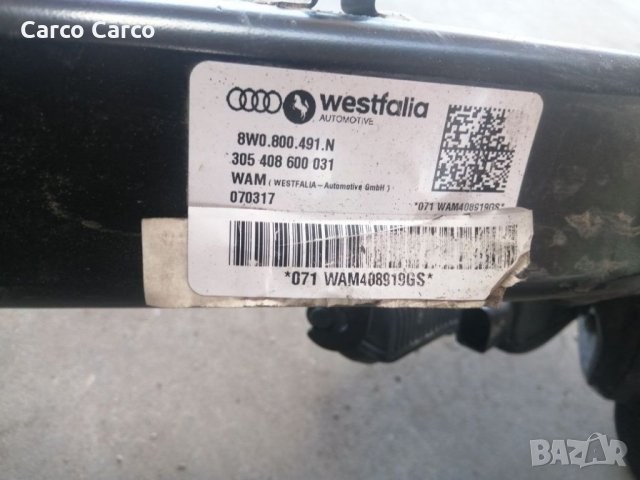 Carco Carco
westfalia
AUTOMOTIVE
8W0.800.491.N
305 408 600 031
WAM ( WESTFALIA - Automotive GmbH )
070317
*071 WAM408919GS*
*071 WAM408919GS*
BAZAR